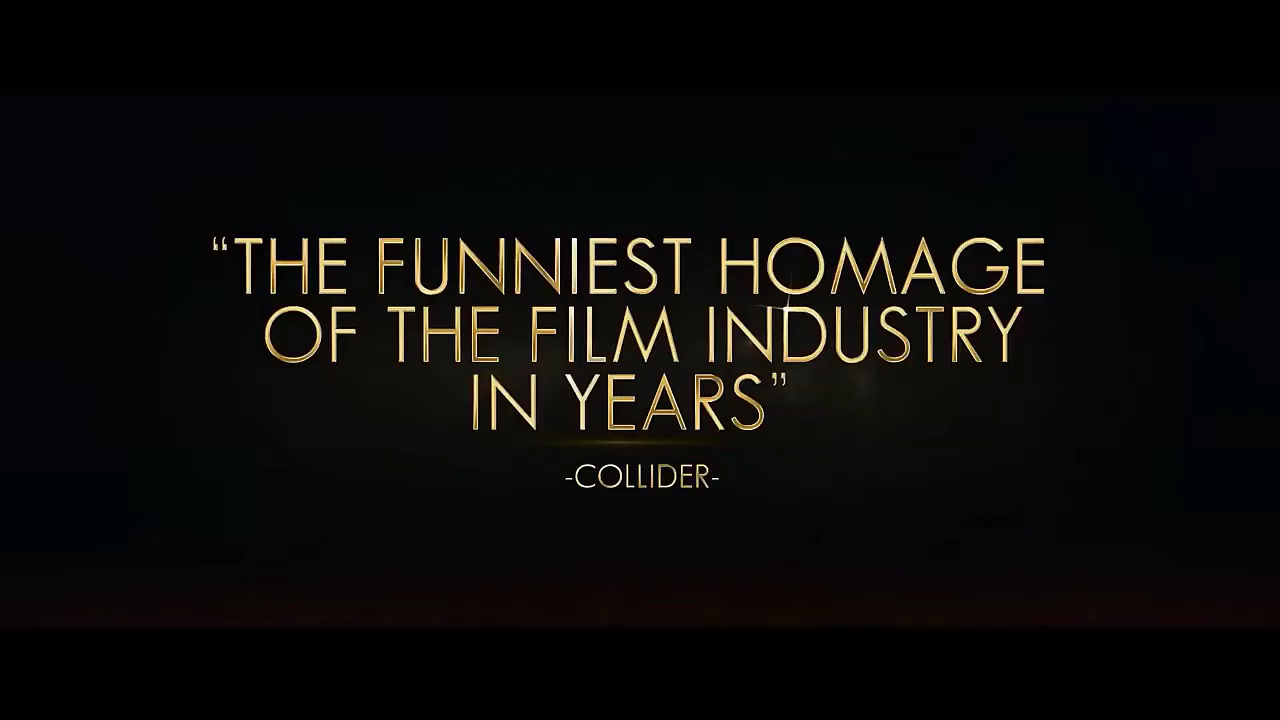 “THE FUNNIEST HOMAGE
OF THE FILM INDUSTRY
IN YEARS”
-COLLIDER-